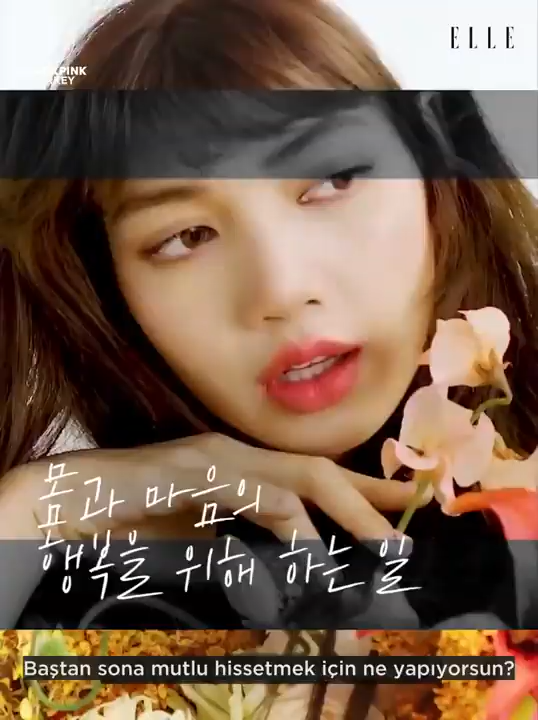 ELLE
PINK
몸과 마음의
행복을 위해 하는 일
Baştan sona mutlu hissetmek için ne yapıyorsun?